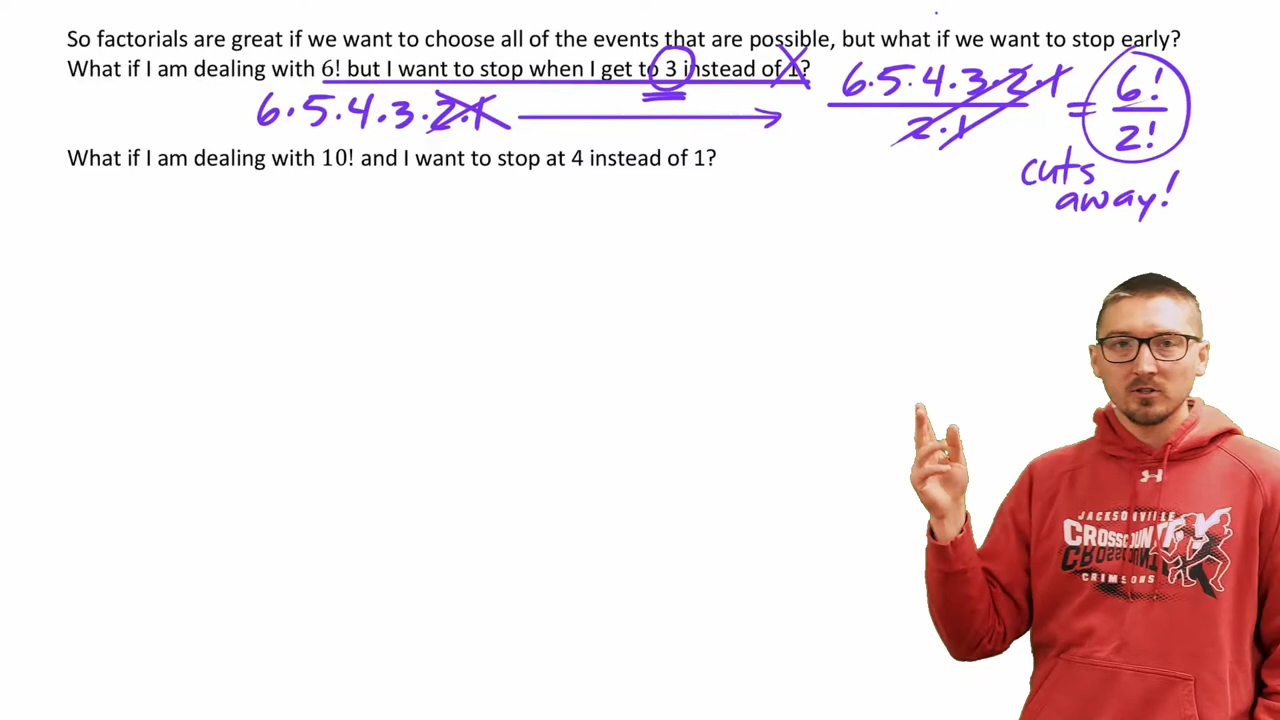 So factorials are great if we want to choose all of the events that are possible, but what if we want to stop early?
What if I am dealing with 6! but I want to stop when I get to 3 instead of 1?
6·5·4·3·2·1
6·5·4·3·2·1
2·1
= 6!
2!
cuts
away!
What if I am dealing with 10! and I want to stop at 4 instead of 1?
JACKSONVILLE
CROSS COUNTRY
CRIMSONS